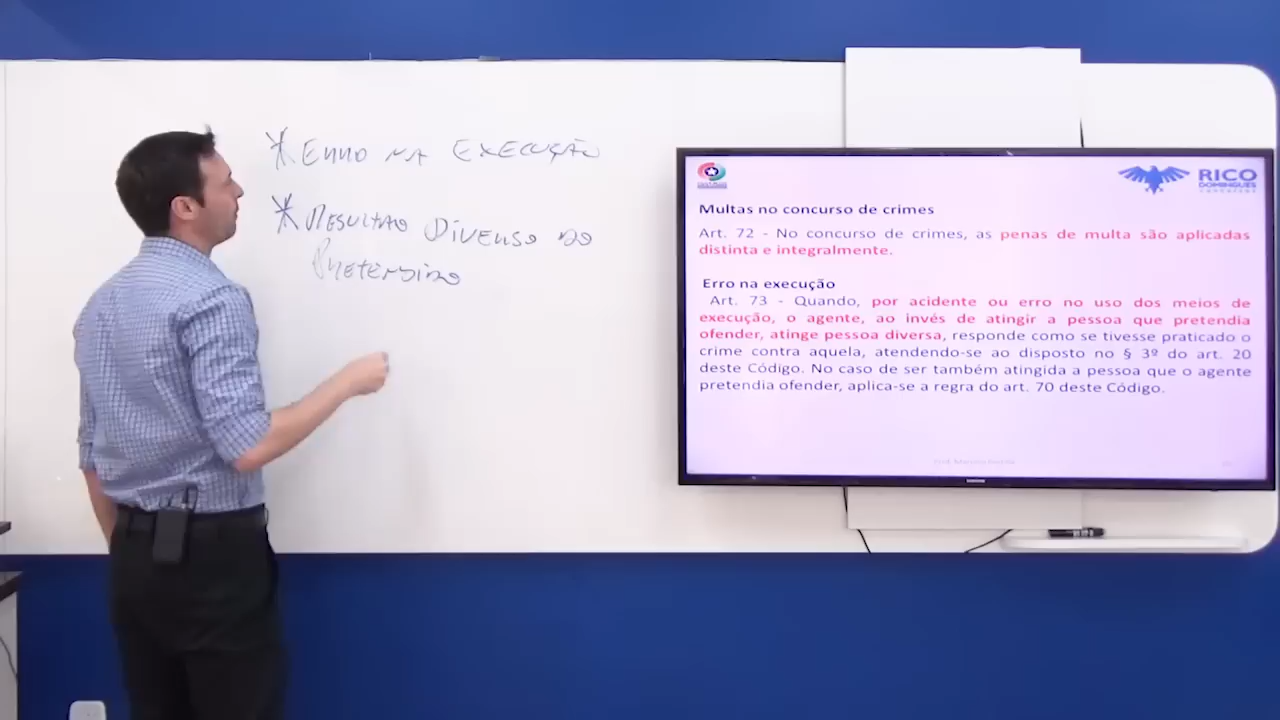 * ERRO NA EXECUÇÃO
* RESULTAO DIVERSO DO
PRETENDIDO
RICO
DOMINGUES
CONCURSOS
Multas no concurso de crimes
Art. 72 - No concurso de crimes, as penas de multa são aplicadas
distinta e integralmente.
Erro na execução
Art. 73 - Quando, por acidente ou erro no uso dos meios de
execução, o agente, ao invés de atingir a pessoa que pretendia
ofender, atinge pessoa diversa, responde como se tivesse praticado o
crime contra aquela, atendendo-se ao disposto no § 3º do art. 20
deste Código. No caso de ser também atingida a pessoa que o agente
pretendia ofender, aplica-se a regra do art. 70 deste Código.
SAMSUNG